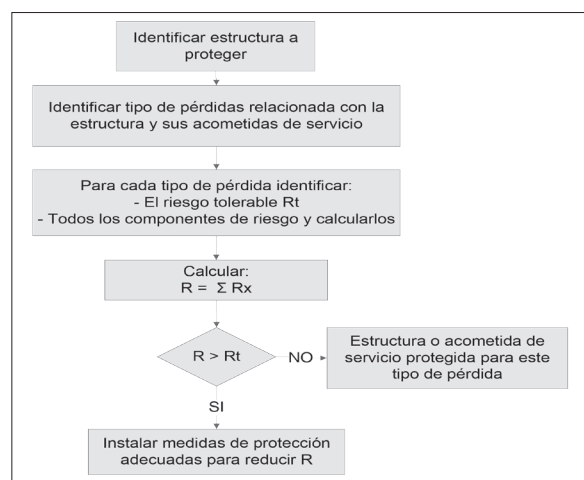 Identificar estructura a
proteger
Identificar tipo de pérdidas relacionada con la
estructura y sus acometidas de servicio
Para cada tipo de pérdida identificar:
- El riesgo tolerable Rt
- Todos los componentes de riesgo y calcularlos
Calcular:
R = Σ Rx
R > Rt
NO
Estructura o acometida de
servicio protegida para este
tipo de pérdida
SI
Instalar medidas de protección
adecuadas para reducir R